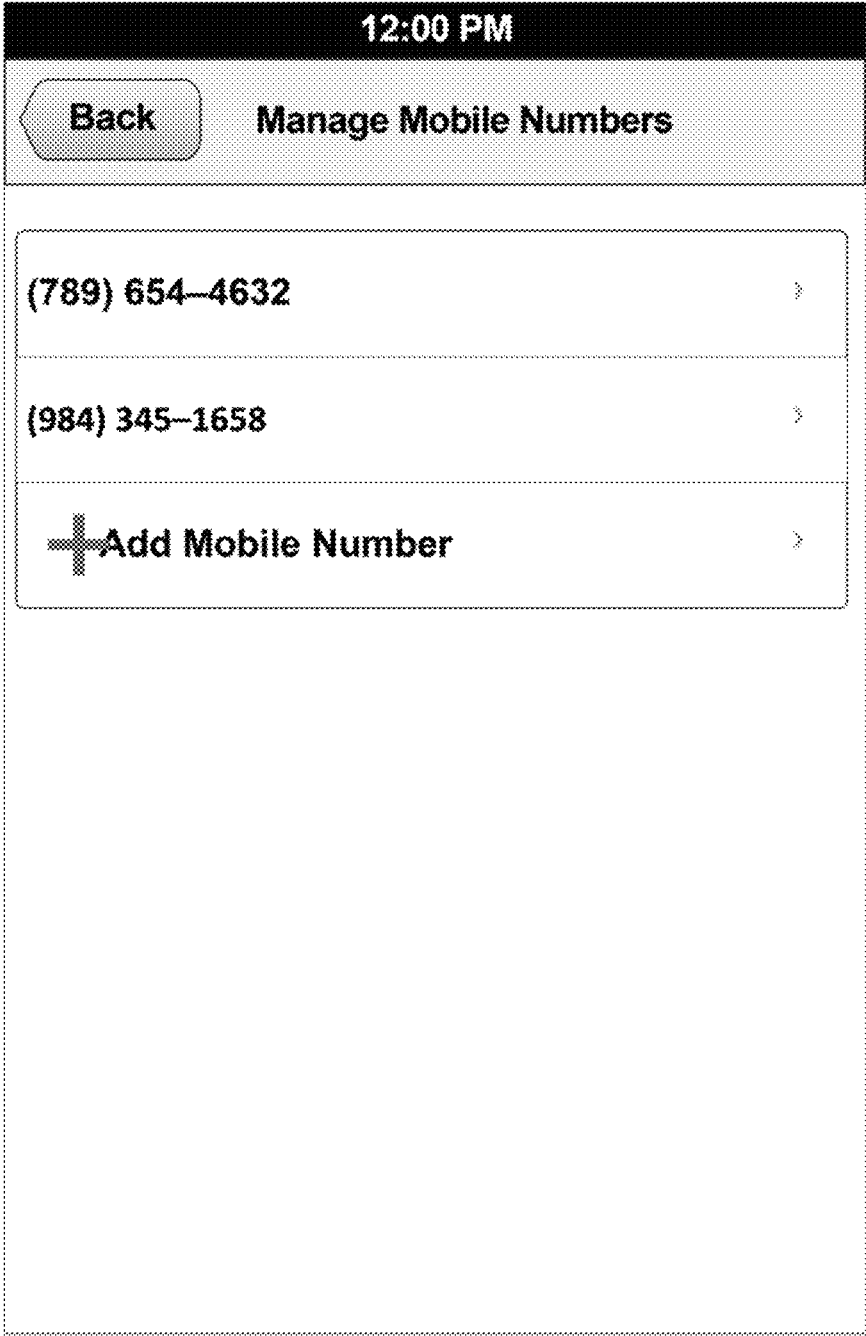 12:00 PM
Back
Manage Mobile Numbers
(789) 654–4632
(984) 345–1658
Add Mobile Number